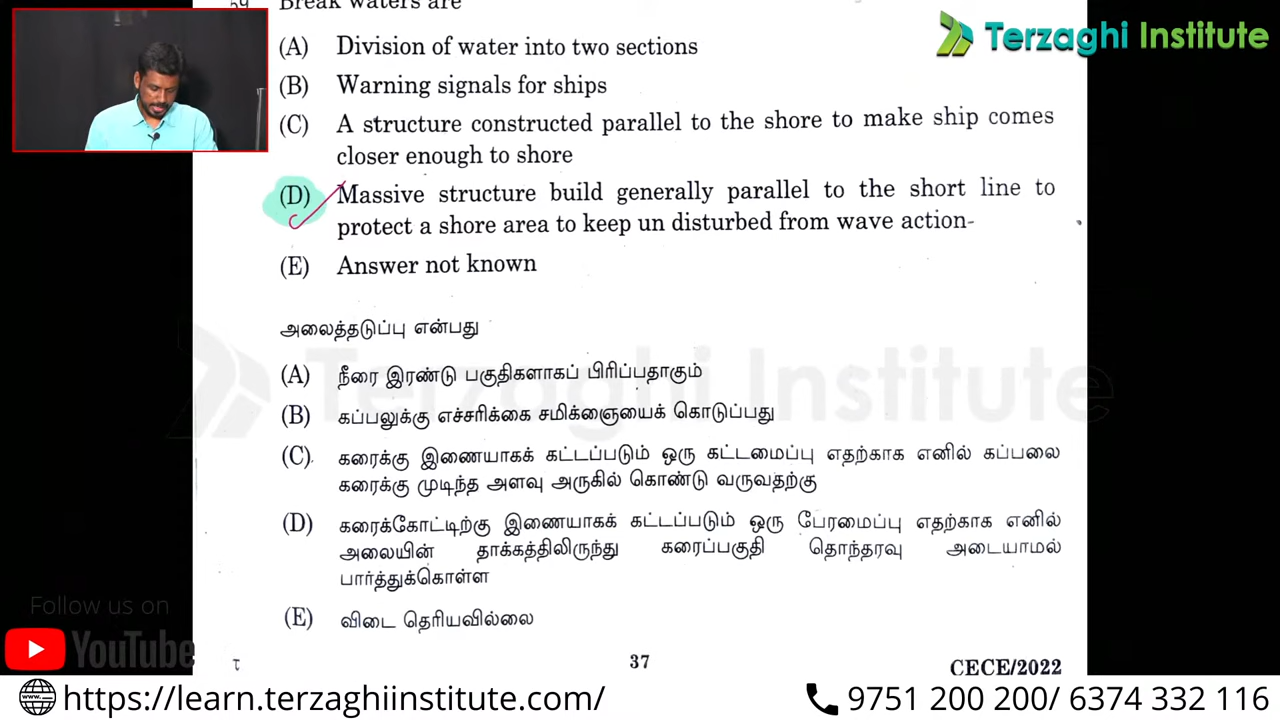 59 Break waters are
Terzaghi Institute
(A) Division of water into two sections
(B) Warning signals for ships
(C) A structure constructed parallel to the shore to make ship comes
closer enough to shore
(D) Massive structure build generally parallel to the short line to
protect a shore area to keep un disturbed from wave action-
(E) Answer not known
அலைத்தடுப்பு என்பது
Terzaghi Institute
(A) நீரை இரண்டு பகுதிகளாகப் பிரிப்பதாகும்
(B) கப்பலுக்கு எச்சரிக்கை சமிக்ஞையைக் கொடுப்பது
(C) கரைக்கு இணையாகக் கட்டப்படும் ஒரு கட்டமைப்பு எதற்காக எனில் கப்பலை
கரைக்கு முடிந்த அளவு அருகில் கொண்டு வருவதற்கு
(D) கரைக்கோட்டிற்கு இணையாகக் கட்டப்படும் ஒரு பேரமைப்பு எதற்காக எனில்
அலையின் தாக்கத்திலிருந்து கரைப்பகுதி தொந்தரவு அடையாமல்
பார்த்துக்கொள்ள
(E) விடை தெரியவில்லை
Follow us on
YouTube
37
CECE/2022
https://learn.terzaghiinstitute.com/
9751 200 200/ 6374 332 116